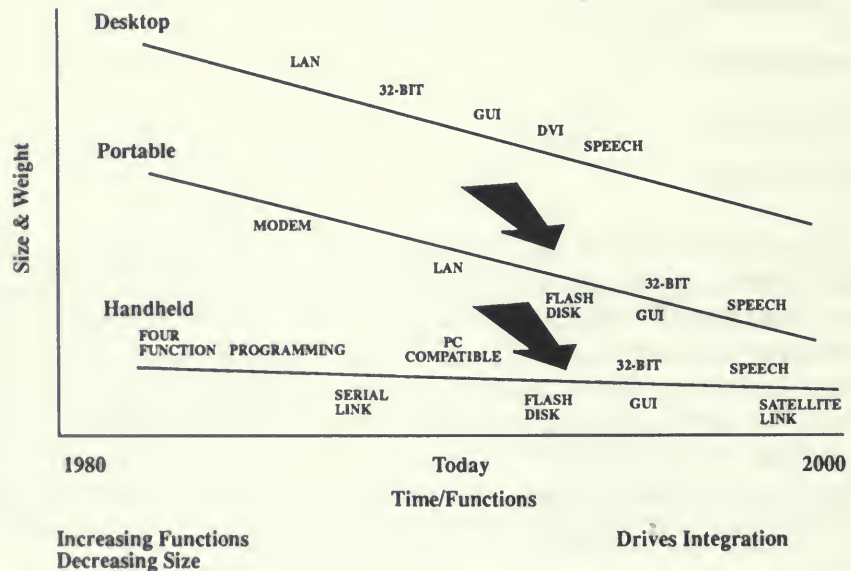 Desktop
LAN
32-BIT
GUI
DVI
SPEECH
Portable
MODEM
LAN
FLASH
DISK
32-BIT
GUI
SPEECH
Handheld
FOUR
FUNCTION
PROGRAMMING
SERIAL
LINK
PC
COMPATIBLE
FLASH
DISK
32-BIT
GUI
SPEECH
SATELLITE
LINK
Size & Weight
1980
Today
2000
Time/Functions
Increasing Functions
Decreasing Size
Drives Integration